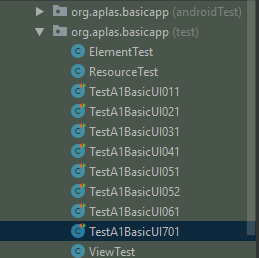 org.aplas.basicapp (androidTest)
org.aplas.basicapp (test)
C ElementTest
C ResourceTest
C TestA1BasicUI011
C TestA1BasicUI021
C TestA1BasicUI031
C TestA1BasicUI041
C TestA1BasicUI051
C TestA1BasicUI052
C TestA1BasicUI061
C TestA1BasicUI701
C ViewTest